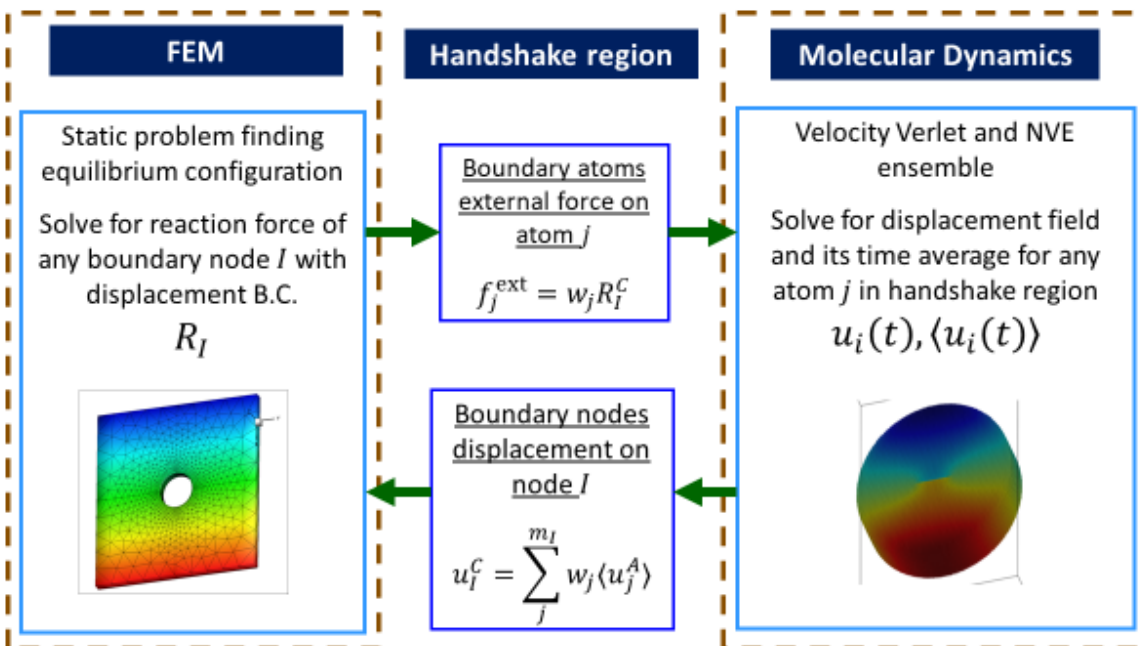 FEM
Static problem finding
equilibrium configuration
Solve for reaction force of
any boundary node I with
displacement B.C.
R_I
Handshake region
Boundary atoms
external force on
atom j
f_j^ext = w_j R_I^C
Boundary nodes
displacement on
node I
u_I^C = ∑_j^{m_I} w_j⟨u_j^A⟩
Molecular Dynamics
Velocity Verlet and NVE
ensemble
Solve for displacement field
and its time average for any
atom j in handshake region
u_i(t), ⟨u_i(t)⟩